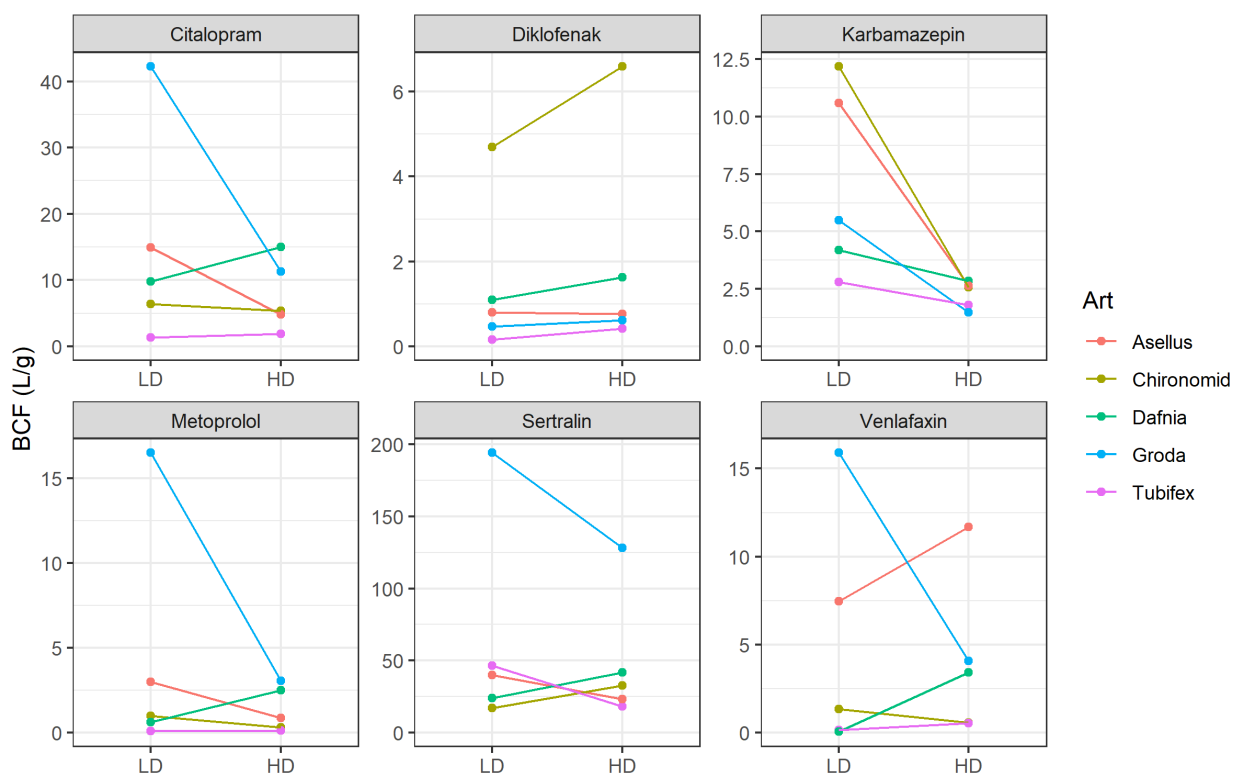 Citalopram
Diklofenak
Karbamazepin
40
30
20
10
0
LD
HD
6
4
2
0
LD
HD
12.5
10.0
7.5
5.0
2.5
0.0
LD
HD
BCF (L/g)
Metoprolol
Sertralin
Venlafaxin
15
10
5
0
LD
HD
200
150
100
50
0
LD
HD
15
10
5
0
LD
HD
Art
Asellus
Chironomid
Dafnia
Groda
Tubifex